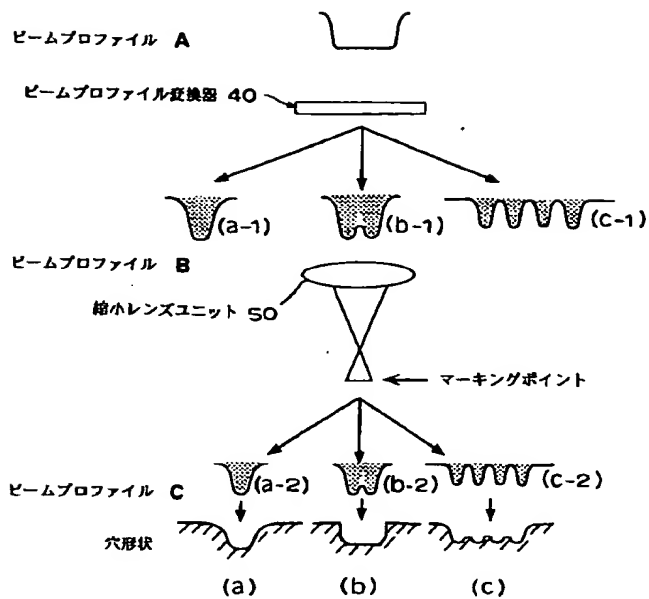 ビームプロファイル A
ビームプロファイル変換器 40
(a-1)
(b-1)
(c-1)
ビームプロファイル B
縮小レンズユニット 50
マーキングポイント
(a-2)
(b-2)
(c-2)
ビームプロファイル C
穴形状
(a)
(b)
(c)